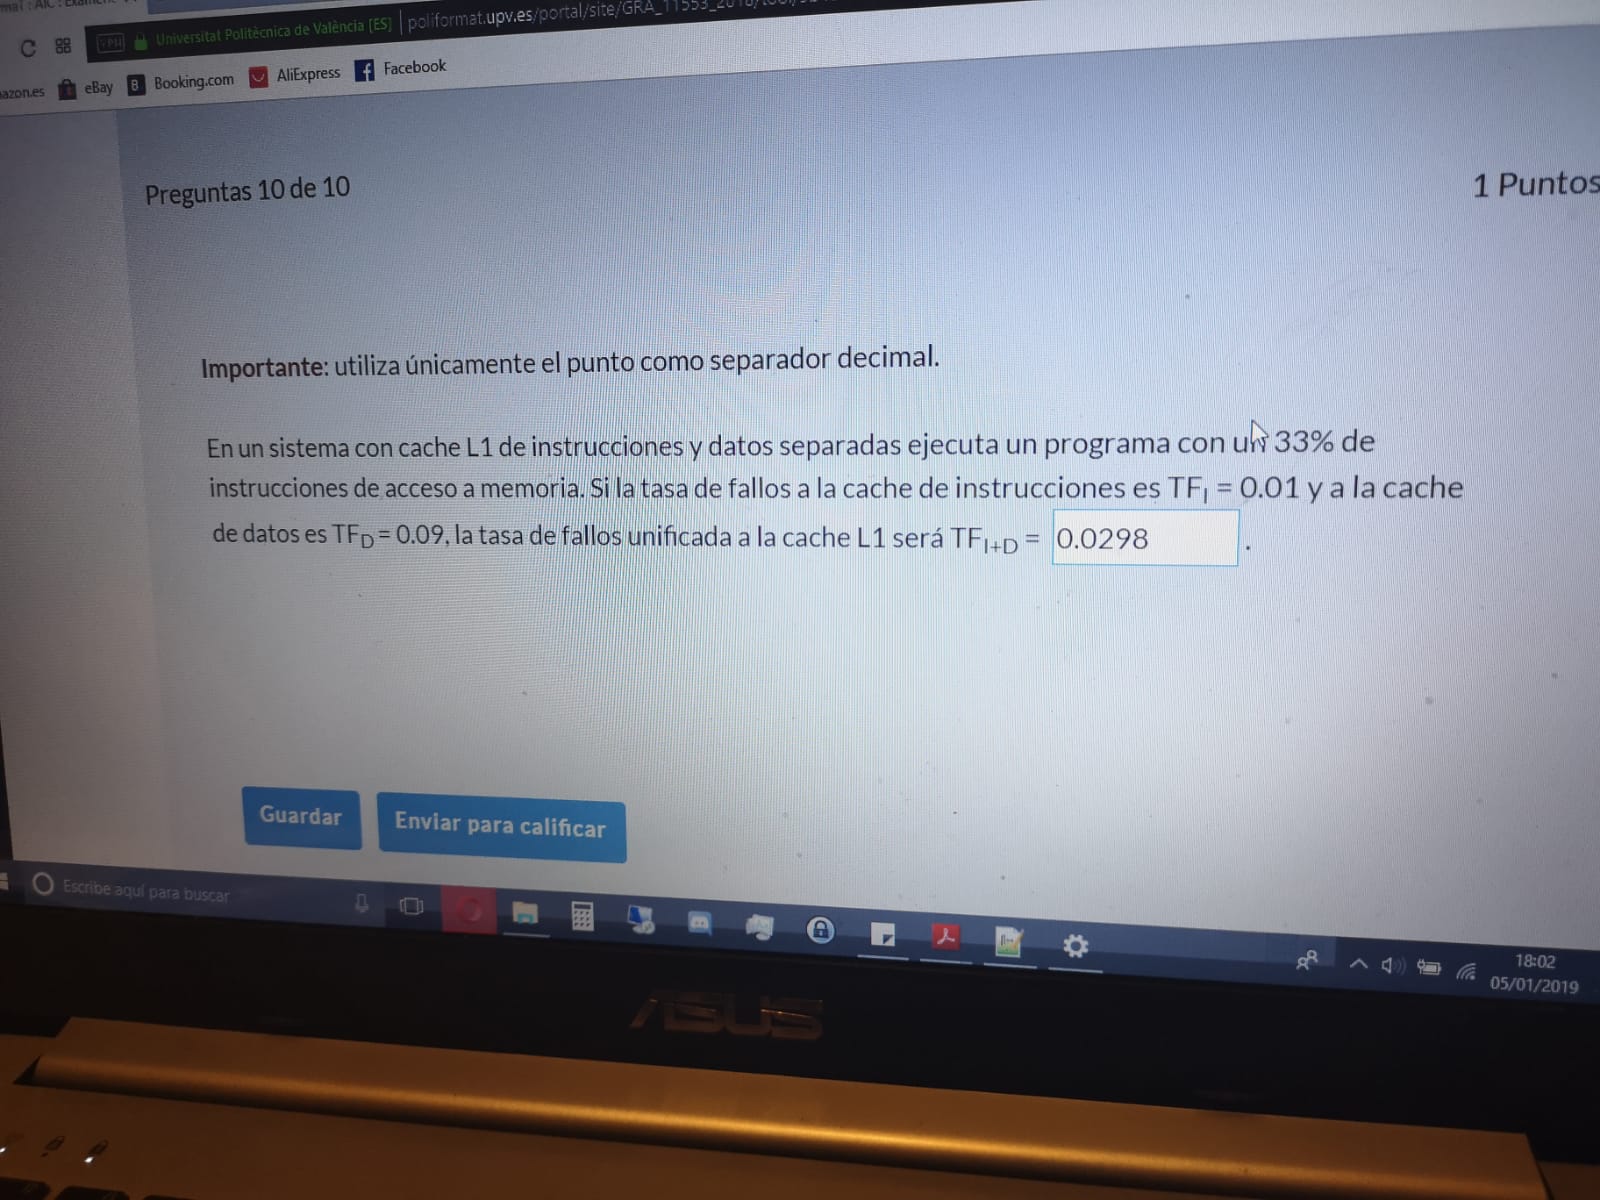 Universitat Politècnica de València [ES] poliformat.upv.es/portal/site/GRA_11553_2018/
azon.es eBay B Booking.com AliExpress Facebook
Preguntas 10 de 10
1 Puntos
Importante: utiliza únicamente el punto como separador decimal.
En un sistema con cache L1 de instrucciones y datos separadas ejecuta un programa con un 33% de
instrucciones de acceso a memoria. Si la tasa de fallos a la cache de instrucciones es TFI = 0.01 y a la cache
de datos es TFD = 0.09, la tasa de fallos unificada a la cache L1 será TFI+D = 0.0298 .
Guardar Enviar para calificar
Escribe aquí para buscar
18:02
05/01/2019
ASUS